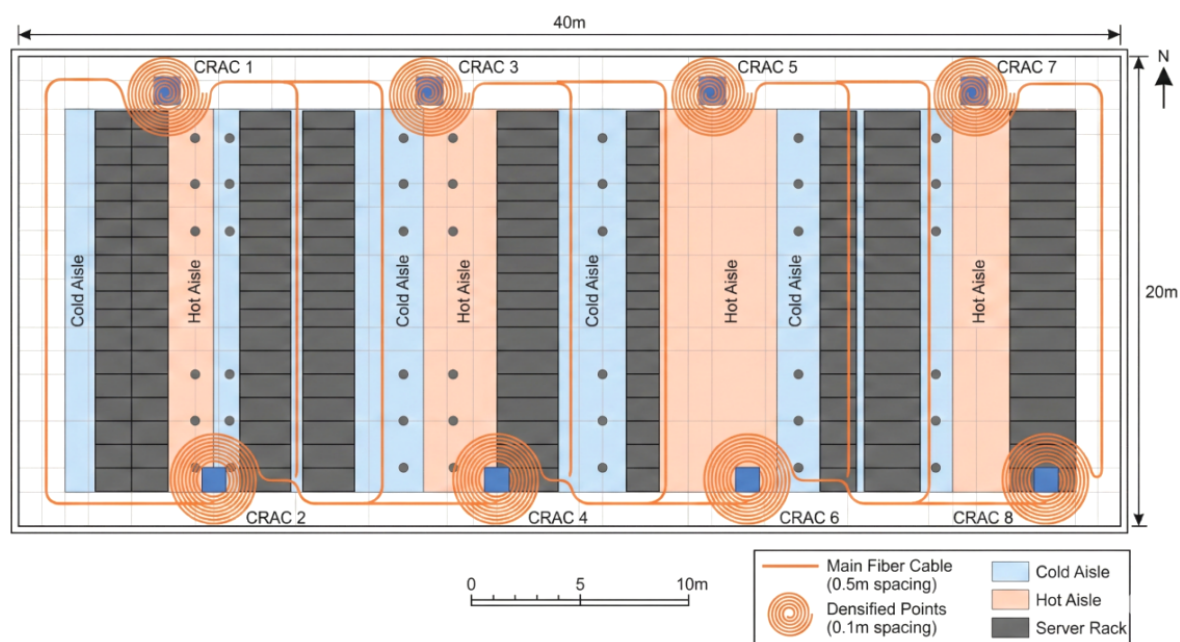 40m
CRAC 1
CRAC 3
CRAC 5
CRAC 7
N
Cold Aisle
Hot Aisle
Cold Aisle
Hot Aisle
Cold Aisle
Hot Aisle
Cold Aisle
Hot Aisle
20m
CRAC 2
CRAC 4
CRAC 6
CRAC 8
0
5
10m
Main Fiber Cable
(0.5m spacing)
Densified Points
(0.1m spacing)
Cold Aisle
Hot Aisle
Server Rack